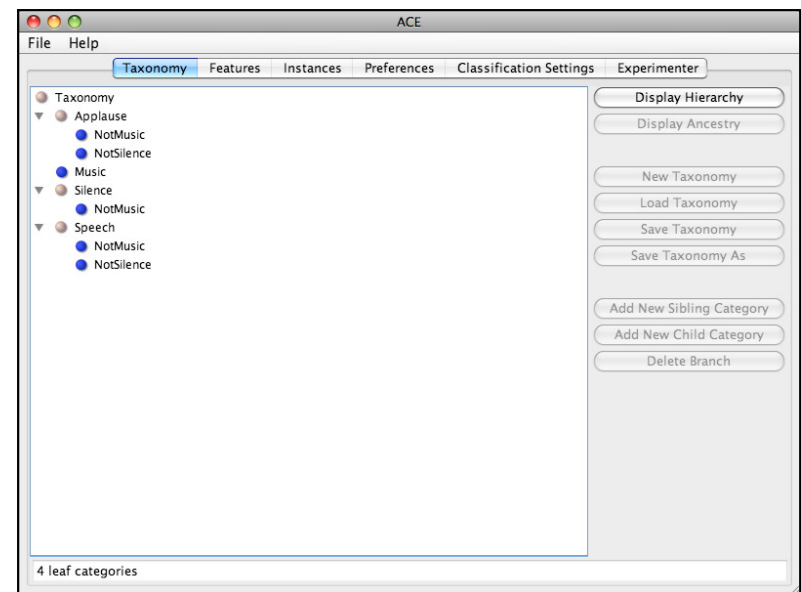 ACE
File Help
Taxonomy Features Instances Preferences Classification Settings Experimenter
Taxonomy
Applause
NotMusic
NotSilence
Music
Silence
NotMusic
Speech
NotMusic
NotSilence
Display Hierarchy
Display Ancestry
New Taxonomy
Load Taxonomy
Save Taxonomy
Save Taxonomy As
Add New Sibling Category
Add New Child Category
Delete Branch
4 leaf categories